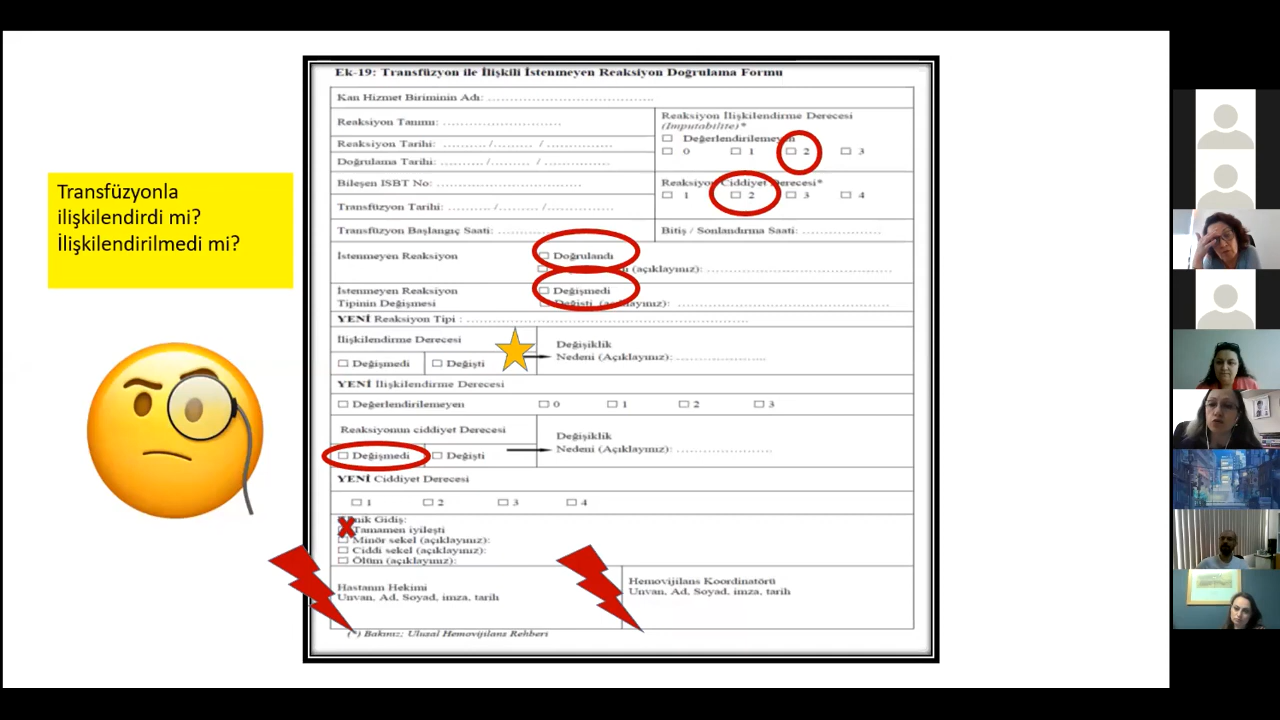 Transfüzyonla
ilişkilendirdi mi?
İlişkilendirilmedi mi?
Ek-19: Transfüzyon ile İlişkili İstenmeyen Reaksiyon Doğrulama Formu
Kan Hizmet Biriminin Adı:
Reaksiyon Tanımı:
Reaksiyon Tarihi: / /
Doğrulama Tarihi: / /
Reaksiyon İlişkilendirme Derecesi
(Imputabilite)*
Değerlendirilemeyen
0 1 2 3
Bileşen ISBT No:
Transfüzyon Tarihi: / /
Reaksiyon Ciddiyet Derecesi*
1 2 3 4
Transfüzyon Başlangıç Saati:
Bitiş / Sonlandırma Saati:
İstenmeyen Reaksiyon Doğrulandı
(açıklayınız):
İstenmeyen Reaksiyon Değişmedi
Tipinin Değişmesi Değişti (açıklayınız):
YENİ Reaksiyon Tipi :
İlişkilendirme Derecesi
Değişmedi Değişti
Değişiklik
Nedeni (Açıklayınız):
YENİ İlişkilendirme Derecesi
Değerlendirilemeyen 0 1 2 3
Reaksiyonun ciddiyet Derecesi
Değişmedi Değişti
Değişiklik
Nedeni (Açıklayınız):
YENİ Ciddiyet Derecesi
1 2 3 4
Gidiş:
Tamamen iyileşti
Minör sekel (açıklayınız):
Ciddi sekel (açıklayınız):
Ölüm (açıklayınız):
Hastanın Hekimi
Unvan, Ad, Soyad, imza, tarih
Hemovijilans Koordinatörü
Unvan, Ad, Soyad, imza, tarih
(*) Bakınız; Ulusal Hemovijilans Rehberi